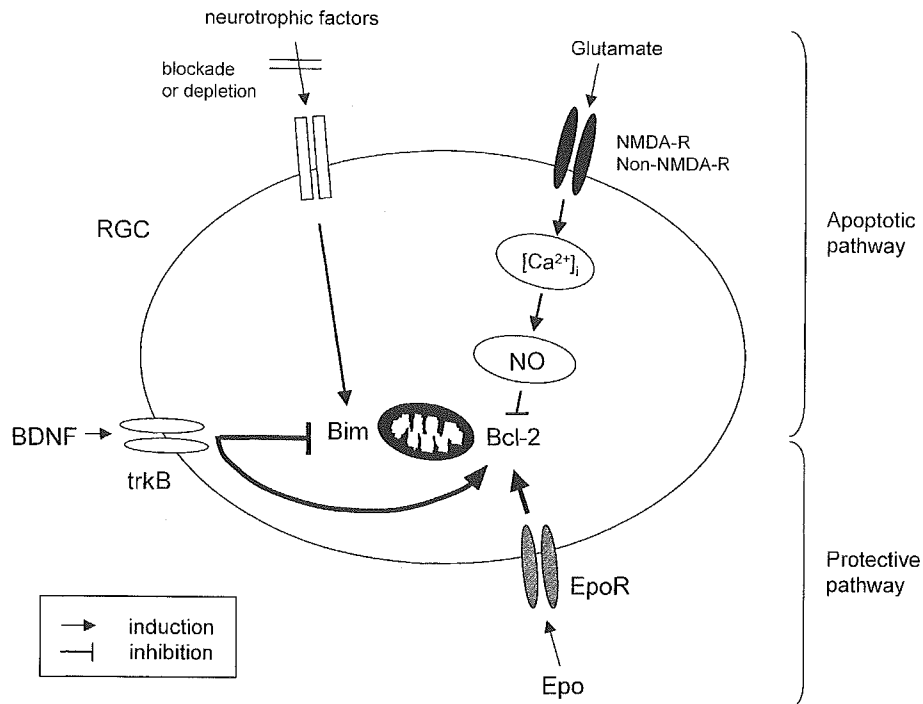 neurotrophic factors
blockade
or depletion
Glutamate
NMDA-R
Non-NMDA-R
RGC
Apoptotic
pathway
[Ca²⁺]i
NO
BDNF
trkB
Bim
Bcl-2
EpoR
Epo
Protective
pathway
induction
inhibition